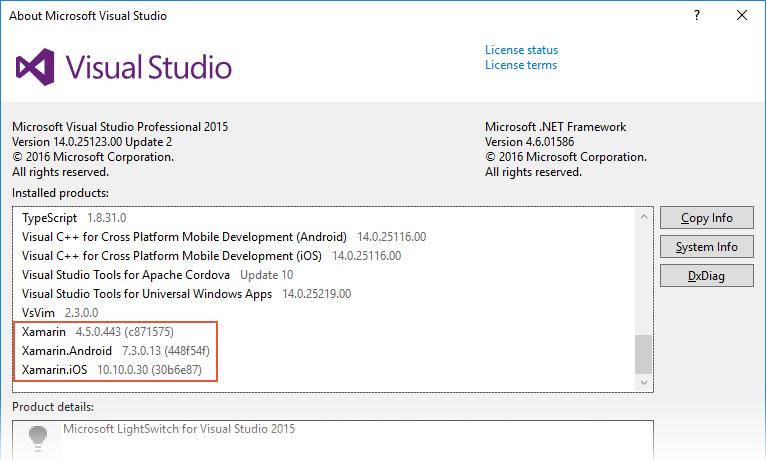 About Microsoft Visual Studio
?
License status
Visual Studio
License terms
Microsoft Visual Studio Professional 2015
Version 14.0.25123.00 Update 2
© 2016 Microsoft Corporation.
All rights reserved.
Microsoft .NET Framework
Version 4.6.01586
© 2016 Microsoft Corporation.
All rights reserved.
Installed products:
TypeScript 1.8.31.0
Visual C++ for Cross Platform Mobile Development (Android) 14.0.25116.00
Visual C++ for Cross Platform Mobile Development (iOS) 14.0.25116.00
Visual Studio Tools for Apache Cordova Update 10
Visual Studio Tools for Universal Windows Apps 14.0.25219.00
VsVim 2.3.0.0
Xamarin 4.5.0.443 (c871575)
Xamarin.Android 7.3.0.13 (448f54f)
Xamarin.iOS 10.10.0.30 (30b6e87)
Copy Info
System Info
DxDiag
Product details:
Microsoft LightSwitch for Visual Studio 2015